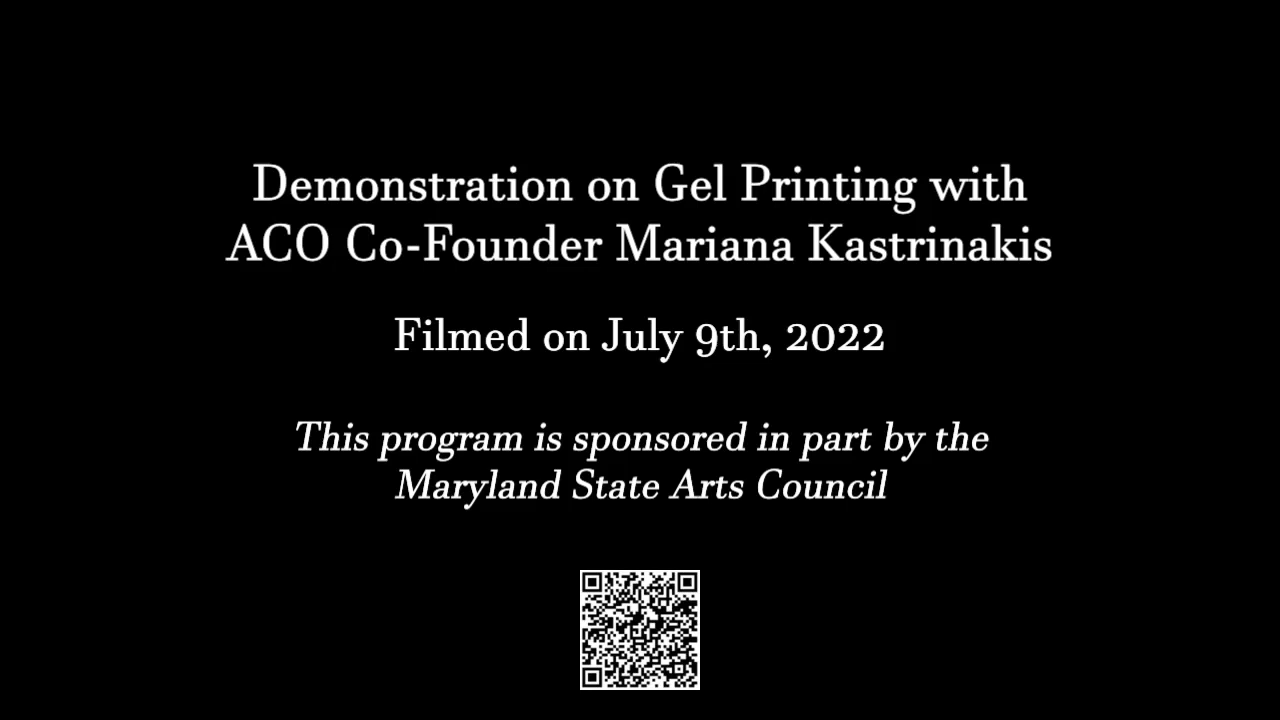 Demonstration on Gel Printing with
ACO Co-Founder Mariana Kastrinakis
Filmed on July 9th, 2022
This program is sponsored in part by the
Maryland State Arts Council